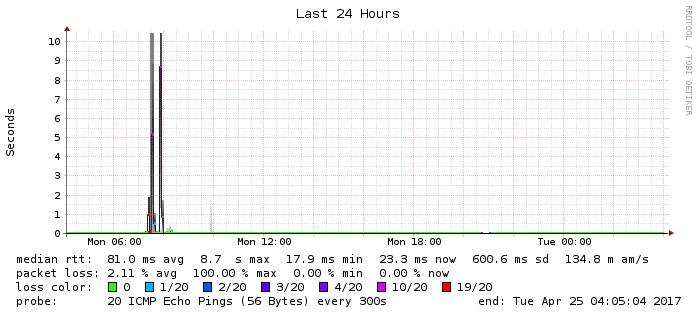 Last 24 Hours
RRDTOOL / TOBI OETIKER
Seconds
10
9
8
7
6
5
4
3
2
1
0
Mon 06:00 Mon 12:00 Mon 18:00 Tue 00:00
median rtt: 81.0 ms avg 8.7 s max 17.9 ms min 23.3 ms now 600.6 ms sd 134.8 m am/s
packet loss: 2.11 % avg 100.00 % max 0.00 % min 0.00 % now
loss color: 0 1/20 2/20 3/20 4/20 10/20 19/20
probe: 20 ICMP Echo Pings (56 Bytes) every 300s end: Tue Apr 25 04:05:04 2017